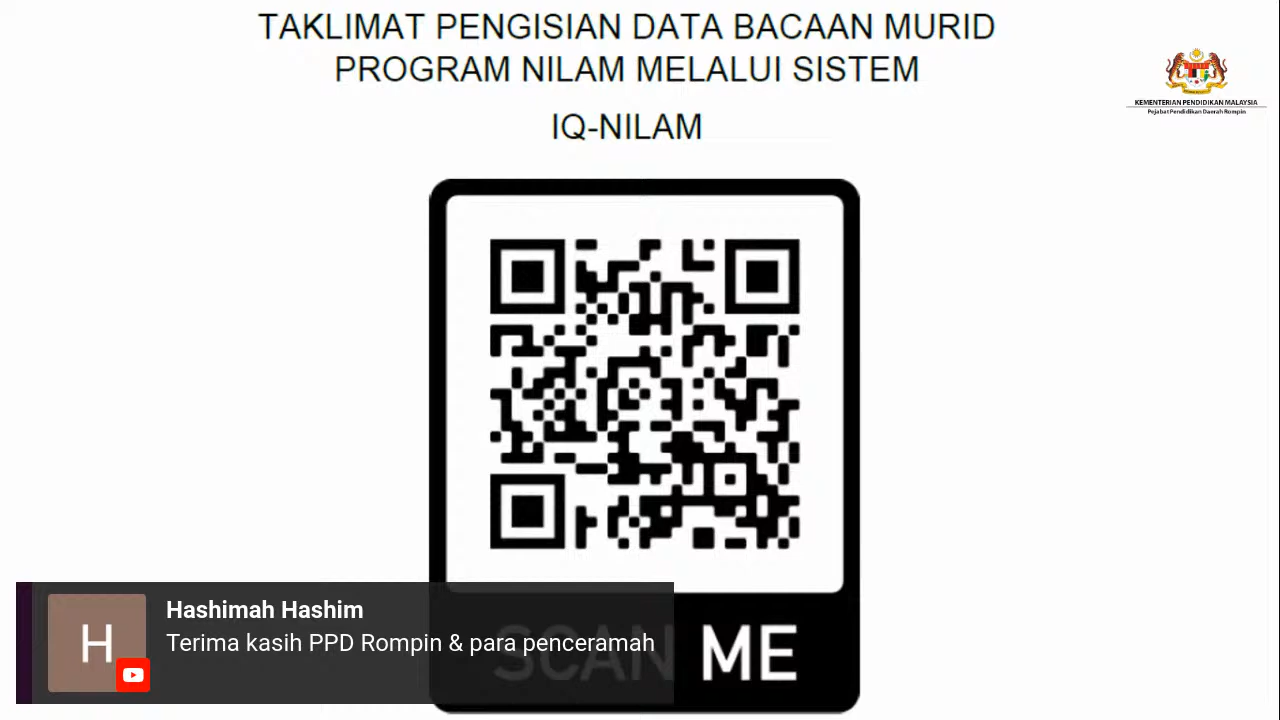 TAKLIMAT PENGISIAN DATA BACAAN MURID
PROGRAM NILAM MELALUI SISTEM
IQ-NILAM
KEMENTERIAN PENDIDIKAN MALAYSIA
Pejabat Pendidikan Daerah Rompin
H
Hashimah Hashim
Terima kasih PPD Rompin & para penceramah
SCAN ME